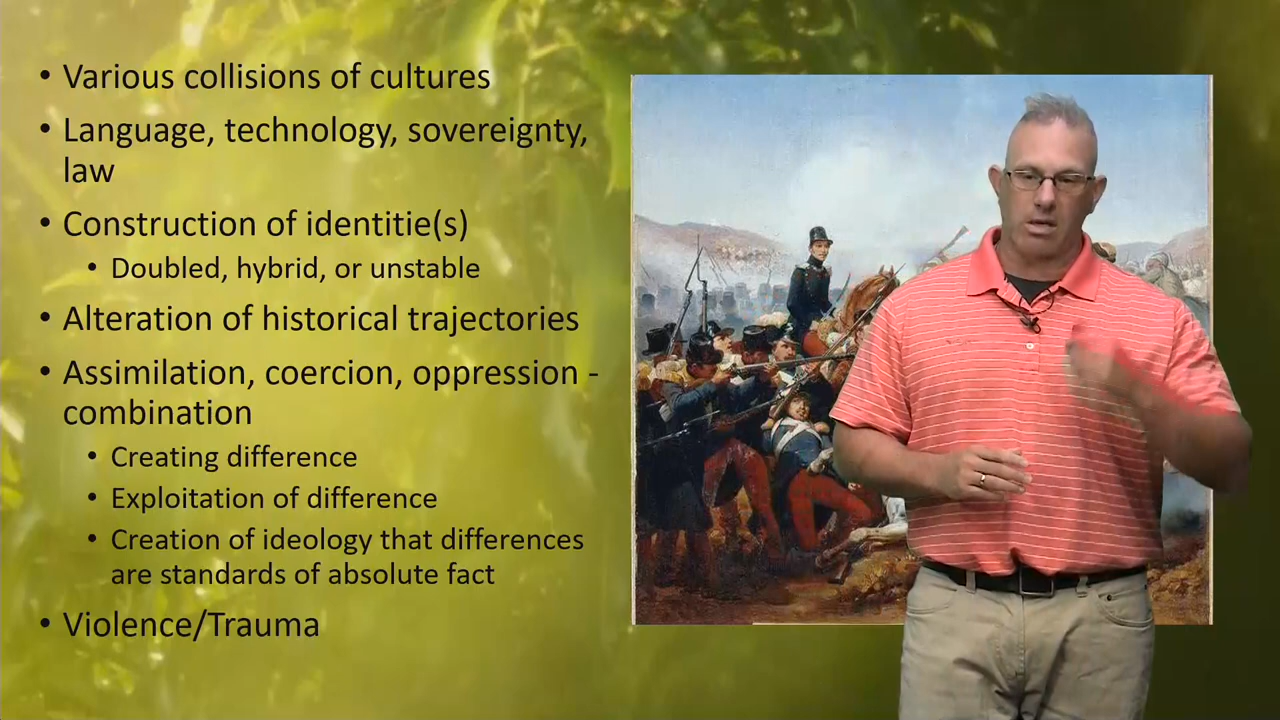 • Various collisions of cultures
• Language, technology, sovereignty,
law
• Construction of identitie(s)
• Doubled, hybrid, or unstable
• Alteration of historical trajectories
• Assimilation, coercion, oppression -
combination
• Creating difference
• Exploitation of difference
• Creation of ideology that differences
are standards of absolute fact
• Violence/Trauma